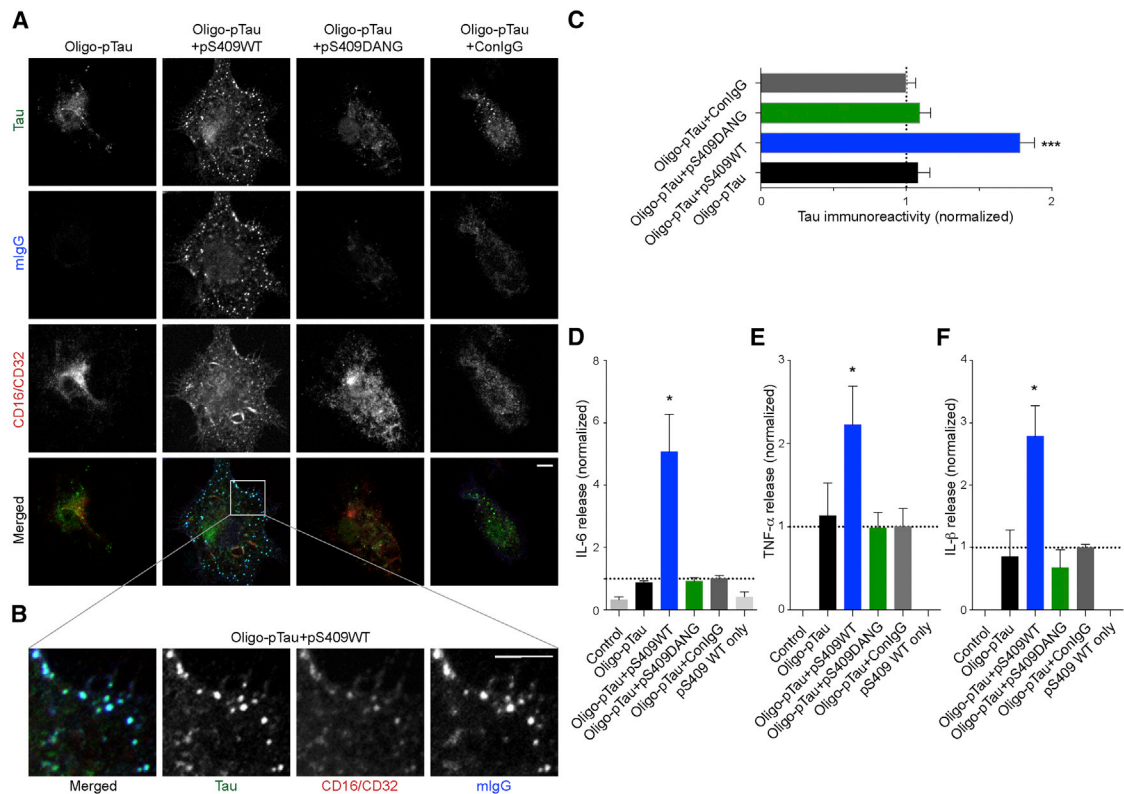 A
Oligo-pTau
Oligo-pTau
+pS409WT
Oligo-pTau
+pS409DANG
Oligo-pTau
+ConIgG
Tau
mIgG
CD16/CD32
Merged
B
Oligo-pTau+pS409WT
Merged
Tau
CD16/CD32
mIgG
C
Oligo-pTau+ConIgG
Oligo-pTau+pS409DANG
Oligo-pTau+pS409WT
Oligo-pTau
***
0
1
2
Tau immunoreactivity (normalized)
D
IL-6 release (normalized)
8
6
4
2
0
*
Control
Oligo-pTau
Oligo-pTau+pS409WT
Oligo-pTau+pS409DANG
Oligo-pTau+ConIgG
pS409 WT only
E
TNF-α release (normalized)
3
2
1
0
*
Control
Oligo-pTau
Oligo-pTau+pS409WT
Oligo-pTau+pS409DANG
Oligo-pTau+ConIgG
pS409 WT only
F
IL-β release (normalized)
4
3
2
1
0
*
Control
Oligo-pTau
Oligo-pTau+pS409WT
Oligo-pTau+pS409DANG
Oligo-pTau+ConIgG
pS409 WT only